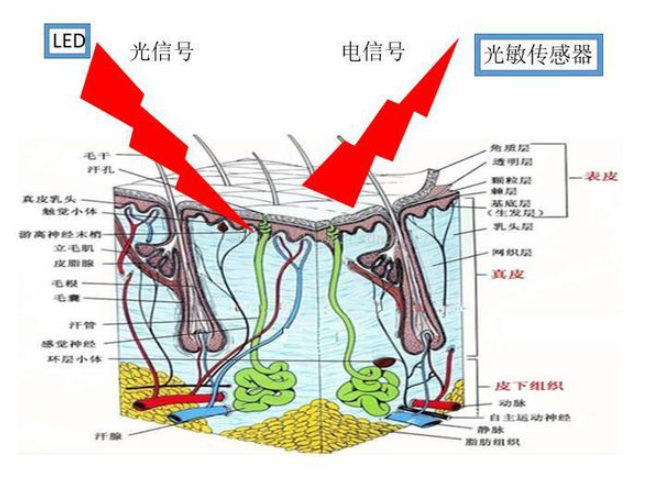 LED
光信号
电信号
光敏传感器
毛干
汗孔
真皮乳头
触觉小体
游离神经末梢
立毛肌
皮脂腺
毛根
毛囊
汗管
感觉神经
环层小体
汗腺
角质层
透明层
颗粒层
棘层
基底层
(生发层)
表皮
乳头层
网织层
真皮
皮下组织
动脉
自主运动神经
静脉
脂肪组织